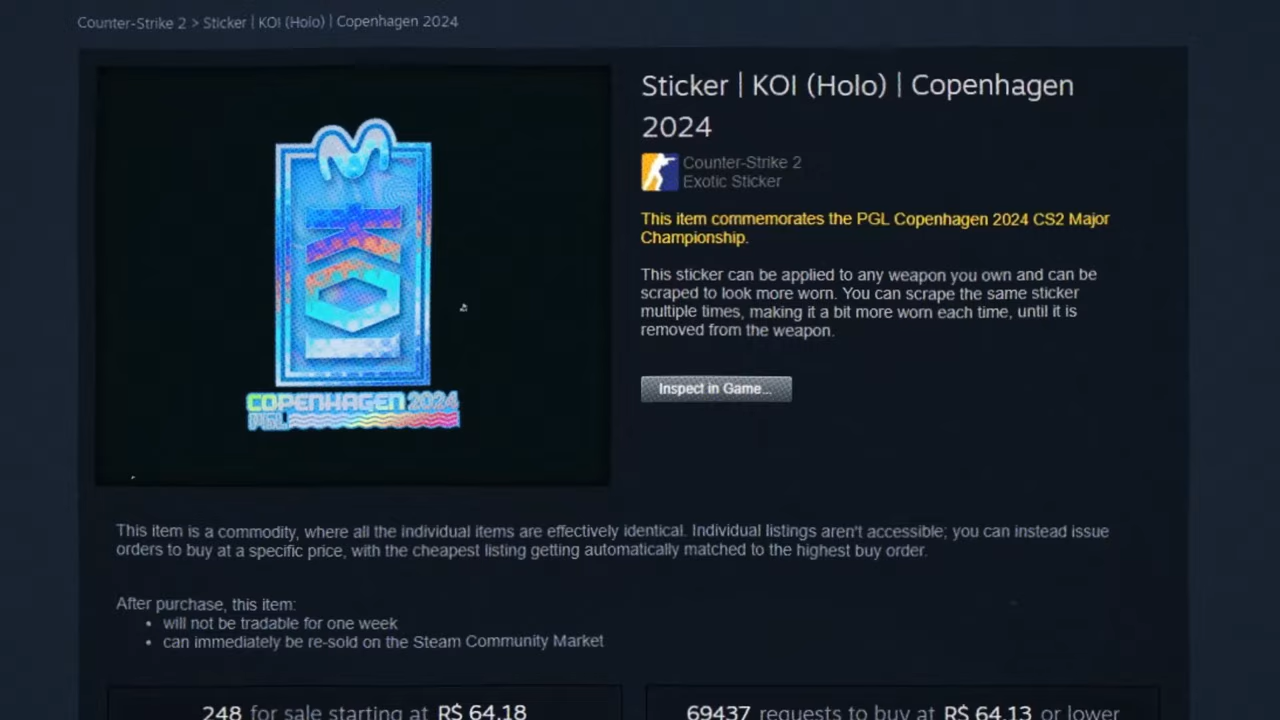 Counter-Strike 2 > Sticker | KOI (Holo) | Copenhagen 2024
Sticker | KOI (Holo) | Copenhagen
2024
Counter-Strike 2
Exotic Sticker
This item commemorates the PGL Copenhagen 2024 CS2 Major
Championship.
This sticker can be applied to any weapon you own and can be
scraped to look more worn. You can scrape the same sticker
multiple times, making it a bit more worn each time, until it is
removed from the weapon.
Inspect in Game...
KOI
COPENHAGEN 2024
PGL
This item is a commodity, where all the individual items are effectively identical. Individual listings aren't accessible; you can instead issue
orders to buy at a specific price, with the cheapest listing getting automatically matched to the highest buy order.
After purchase, this item:
• will not be tradable for one week
• can immediately be re-sold on the Steam Community Market
248 for sale starting at R$ 64,18
69437 requests to buy at R$ 64,13 or lower